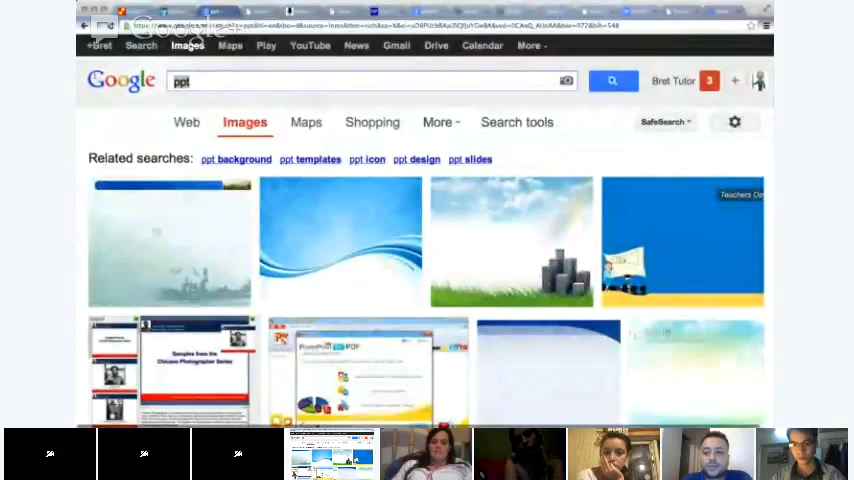 Google+
+Bret Search Images Maps Play YouTube News Gmail Drive Calendar More
Google ppt Bret Tutor 3 +
Web Images Maps Shopping More Search tools SafeSearch
Related searches: ppt background ppt templates ppt icon ppt design ppt slides
Teachers Da
Samples from the
Chicano Photographer Series
PowerPoint PDF